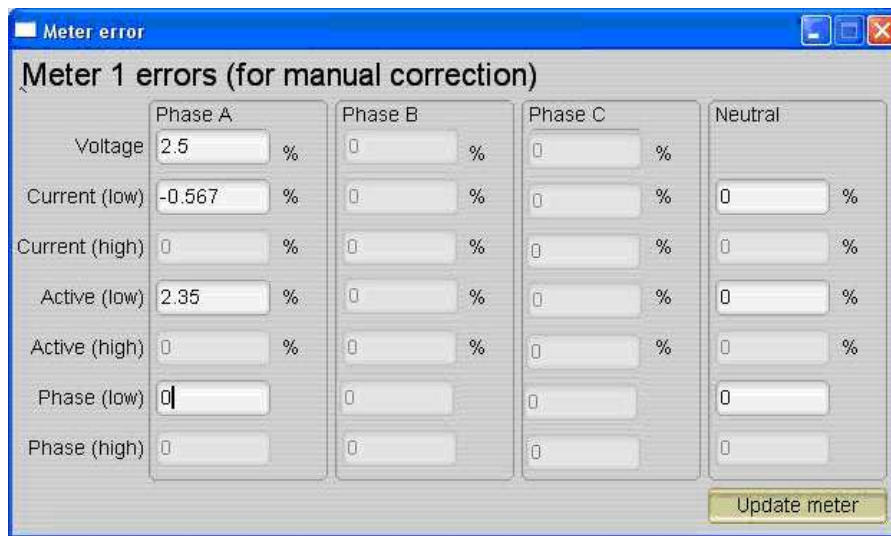 Meter error
Meter 1 errors (for manual correction)
Phase A Phase B Phase C Neutral
Voltage 2.5 % 0 % 0 %
Current (low) -0.567 % 0 % 0 % 0 %
Current (high) 0 % 0 % 0 % 0 %
Active (low) 2.35 % 0 % 0 % 0 %
Active (high) 0 % 0 % 0 % 0 %
Phase (low) 0 0 0 0
Phase (high) 0 0 0 0
Update meter